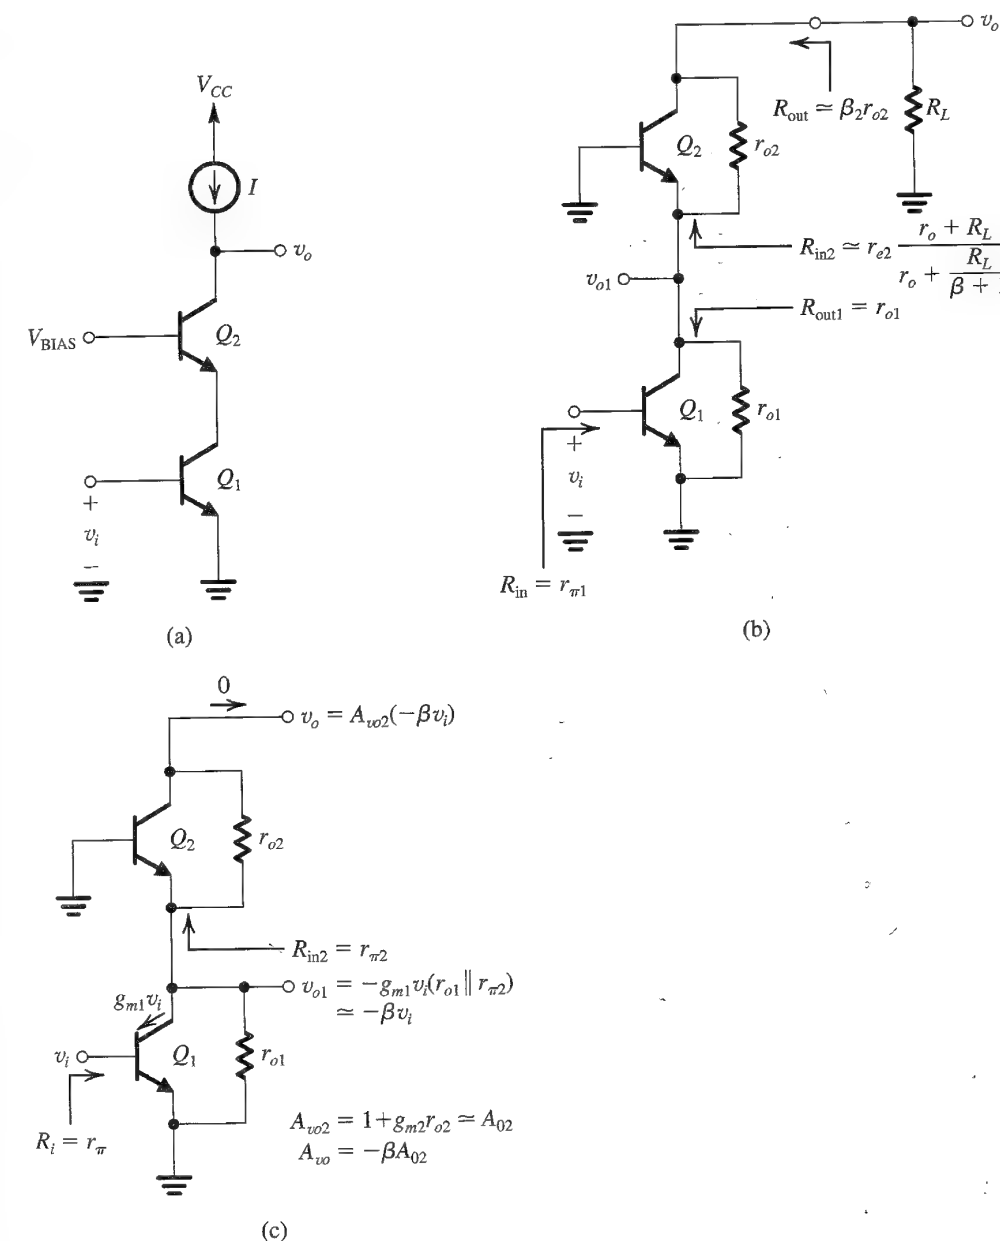 V_CC
I
v_o
V_BIAS
Q_2
Q_1
+
v_i
−
(a)
v_o
R_out ≃ β_2 r_o2
R_L
Q_2
r_o2
R_in2 ≃ r_e2 (r_o + R_L) / (r_o + R_L / (β +
v_o1
R_out1 = r_o1
Q_1
r_o1
+
v_i
−
R_in = r_π1
(b)
0
v_o = A_vo2(−βv_i)
Q_2
r_o2
R_in2 = r_π2
v_o1 = −g_m1 v_i(r_o1 ∥ r_π2)
≃ −βv_i
g_m1 v_i
v_i
Q_1
r_o1
R_i = r_π
A_vo2 = 1+g_m2 r_o2 ≃ A_02
A_vo = −βA_02
(c)